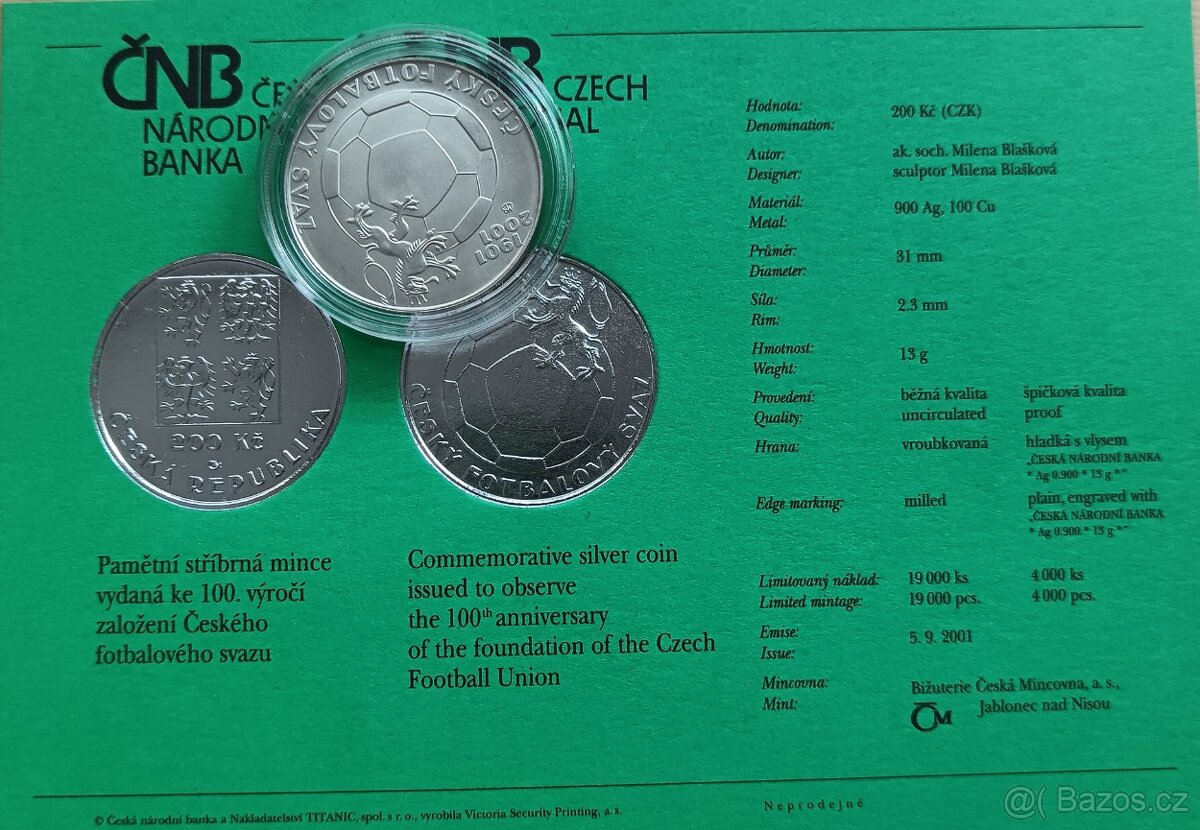 ČNB
NÁRODN
BANKA
CZECH
ČESKÝ FOTBALOVÝ SVAZ
1901
2001
200 Kč
ČESKÁ REPUBLIKA
ČESKÝ FOTBALOVÝ SVAZ
Pamětní stříbrná mince
vydaná ke 100. výročí
založení Českého
fotbalového svazu
Commemorative silver coin
issued to observe
the 100th anniversary
of the foundation of the Czech
Football Union
Hodnota: 200 Kč (CZK)
Denomination:
Autor: ak. soch. Milena Blašková
Designer: sculptor Milena Blašková
Materiál: 900 Ag, 100 Cu
Metal:
Průměr: 31 mm
Diameter:
Síla: 2.3 mm
Rim:
Hmotnost: 13 g
Weight:
Provedení: běžná kvalita špičková kvalita
Quality: uncirculated proof
Hrana: vroubkovaná hladká s vlysem
„ČESKÁ NÁRODNÍ BANKA
* Ag 0.900 * 13 g *“
Edge marking: milled plain, engraved with
„ČESKÁ NÁRODNÍ BANKA
* Ag 0.900 * 13 g *“
Limitovaný náklad: 19 000 ks 4 000 ks
Limited mintage: 19 000 pcs. 4 000 pcs.
Emise: 5. 9. 2001
Issue:
Mincovna: Bižuterie Česká Mincovna, a. s.,
Mint: Jablonec nad Nisou
© Česká národní banka a Nakladatelství TITANIC, spol. s r. o., vyrobila Victoria Security Printing, a. s.
Neprodejné
@( Bazos.cz